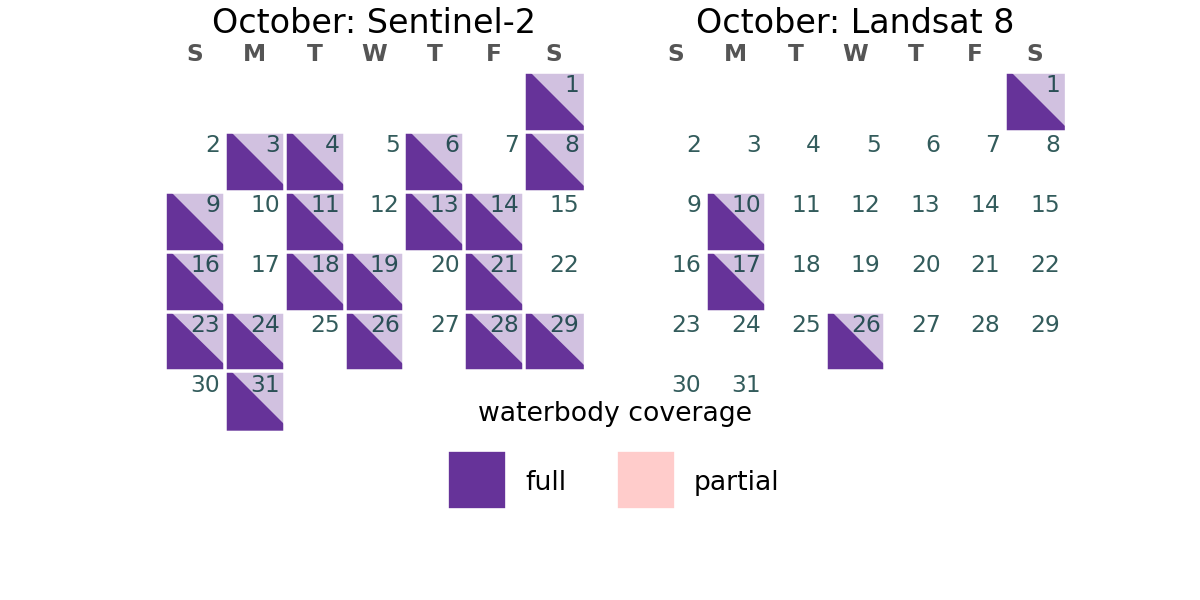 October: Sentinel-2
S M T W T F S
1
2 3 4 5 6 7 8
9 10 11 12 13 14 15
16 17 18 19 20 21 22
23 24 25 26 27 28 29
30 31
October: Landsat 8
S M T W T F S
1
2 3 4 5 6 7 8
9 10 11 12 13 14 15
16 17 18 19 20 21 22
23 24 25 26 27 28 29
30 31
waterbody coverage
full partial